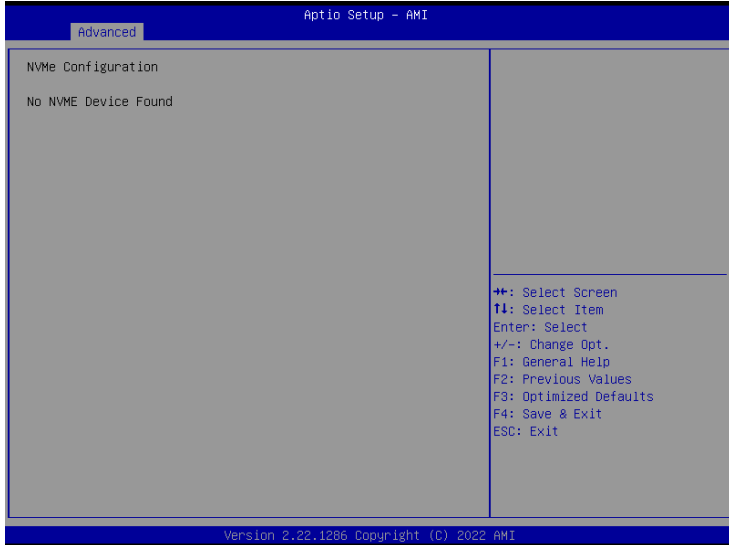 Aptio Setup - AMI
Advanced
NVMe Configuration
No NVME Device Found
→←: Select Screen
↑↓: Select Item
Enter: Select
+/-: Change Opt.
F1: General Help
F2: Previous Values
F3: Optimized Defaults
F4: Save & Exit
ESC: Exit
Version 2.22.1286 Copyright (C) 2022 AMI